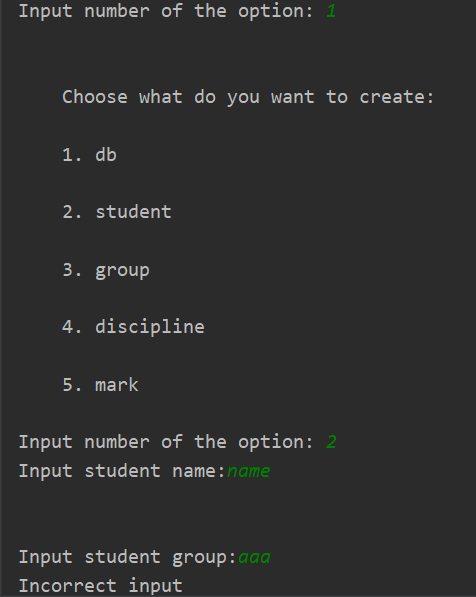 Input number of the option: 1
Choose what do you want to create:
1. db
2. student
3. group
4. discipline
5. mark
Input number of the option: 2
Input student name:name
Input student group:aaa
Incorrect input